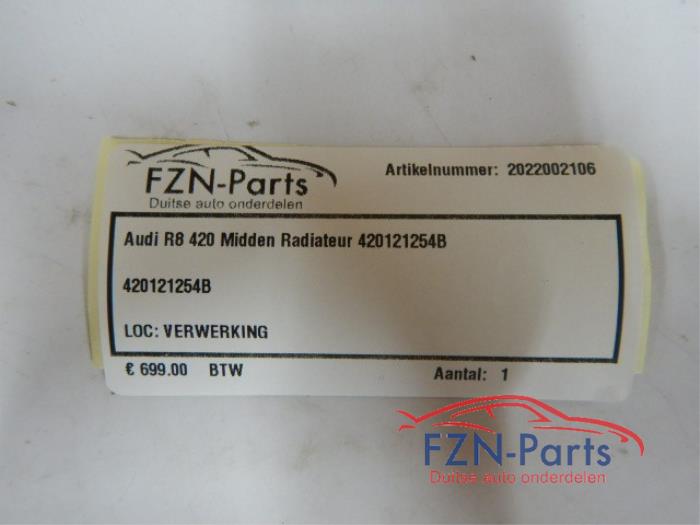 FZN-Parts
Duitse auto onderdelen
Artikelnummer: 2022002106
Audi R8 420 Midden Radiateur 420121254B
420121254B
LOC: VERWERKING
€ 699.00 BTW
Aantal: 1
FZN-Parts
Duitse auto onderdelen